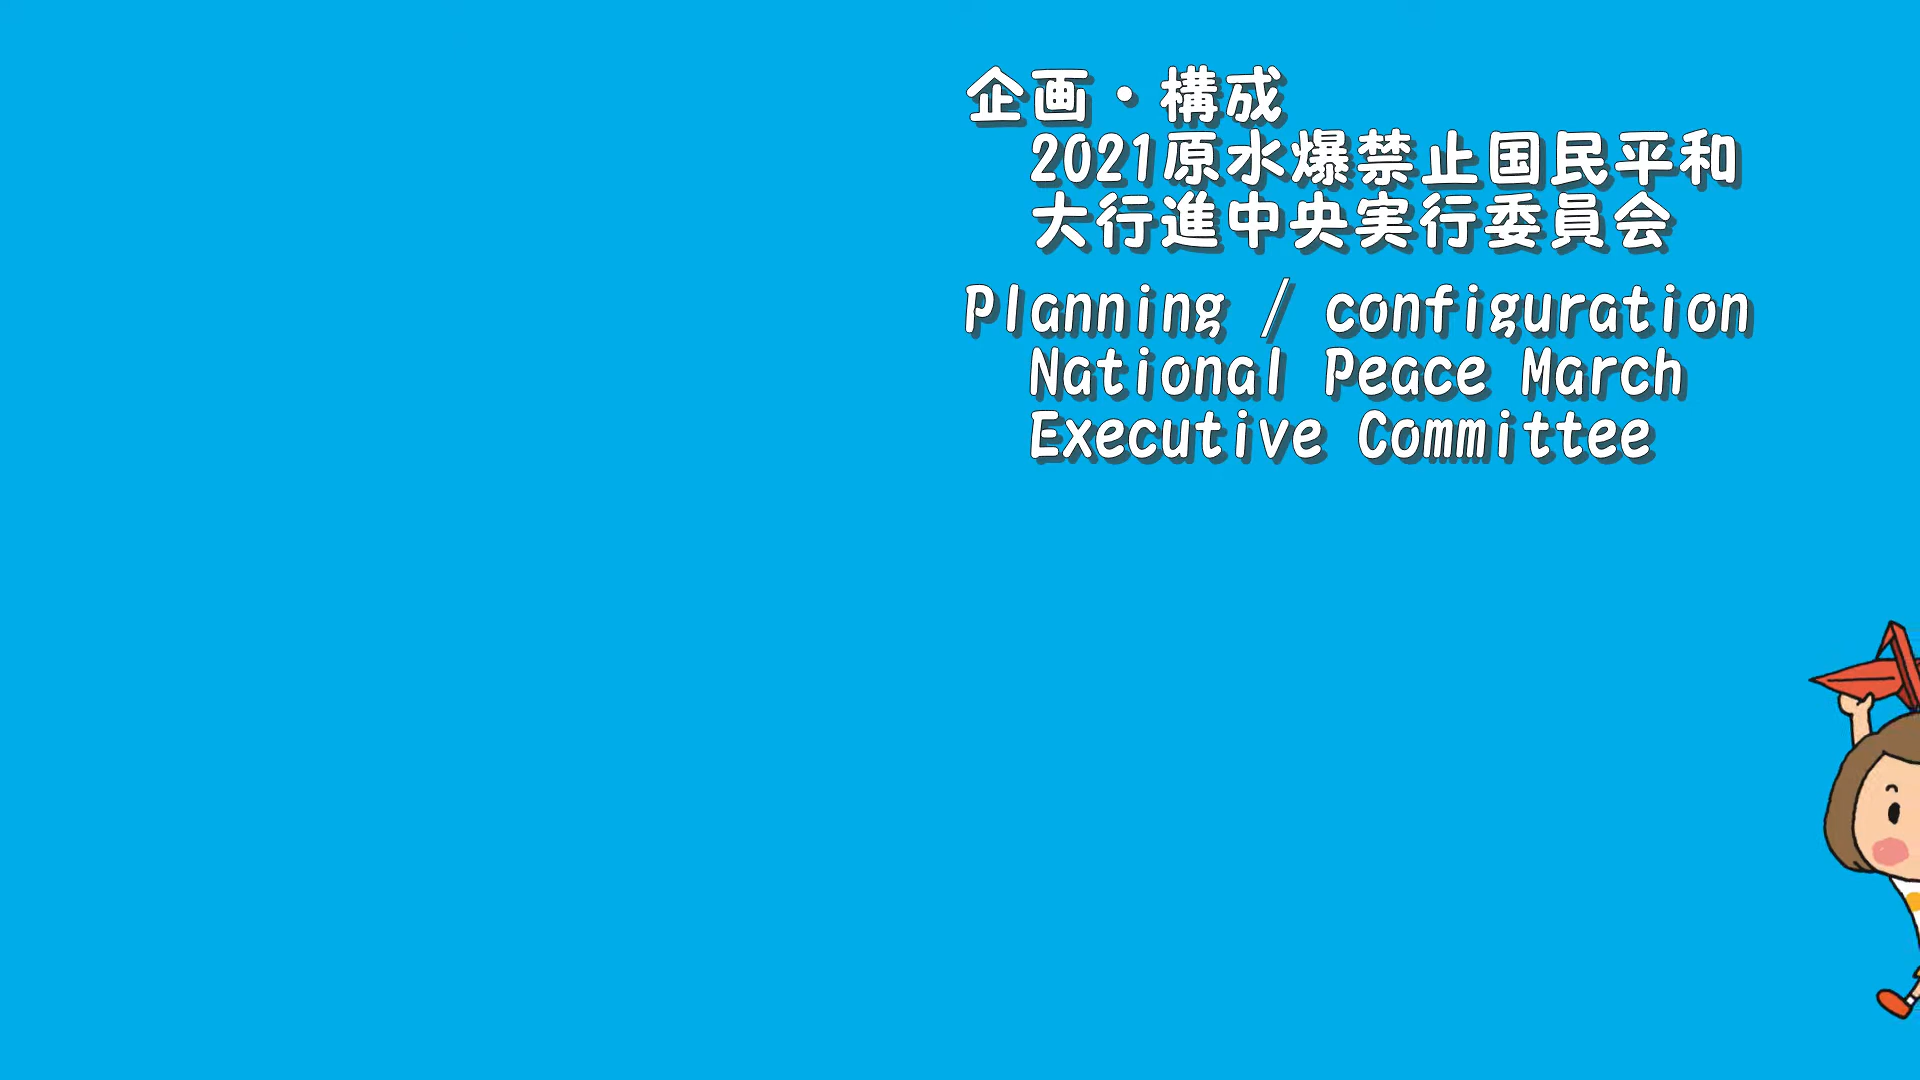 企画・構成
2021原水爆禁止国民平和
大行進中央実行委員会
Planning / configuration
National Peace March
Executive Committee